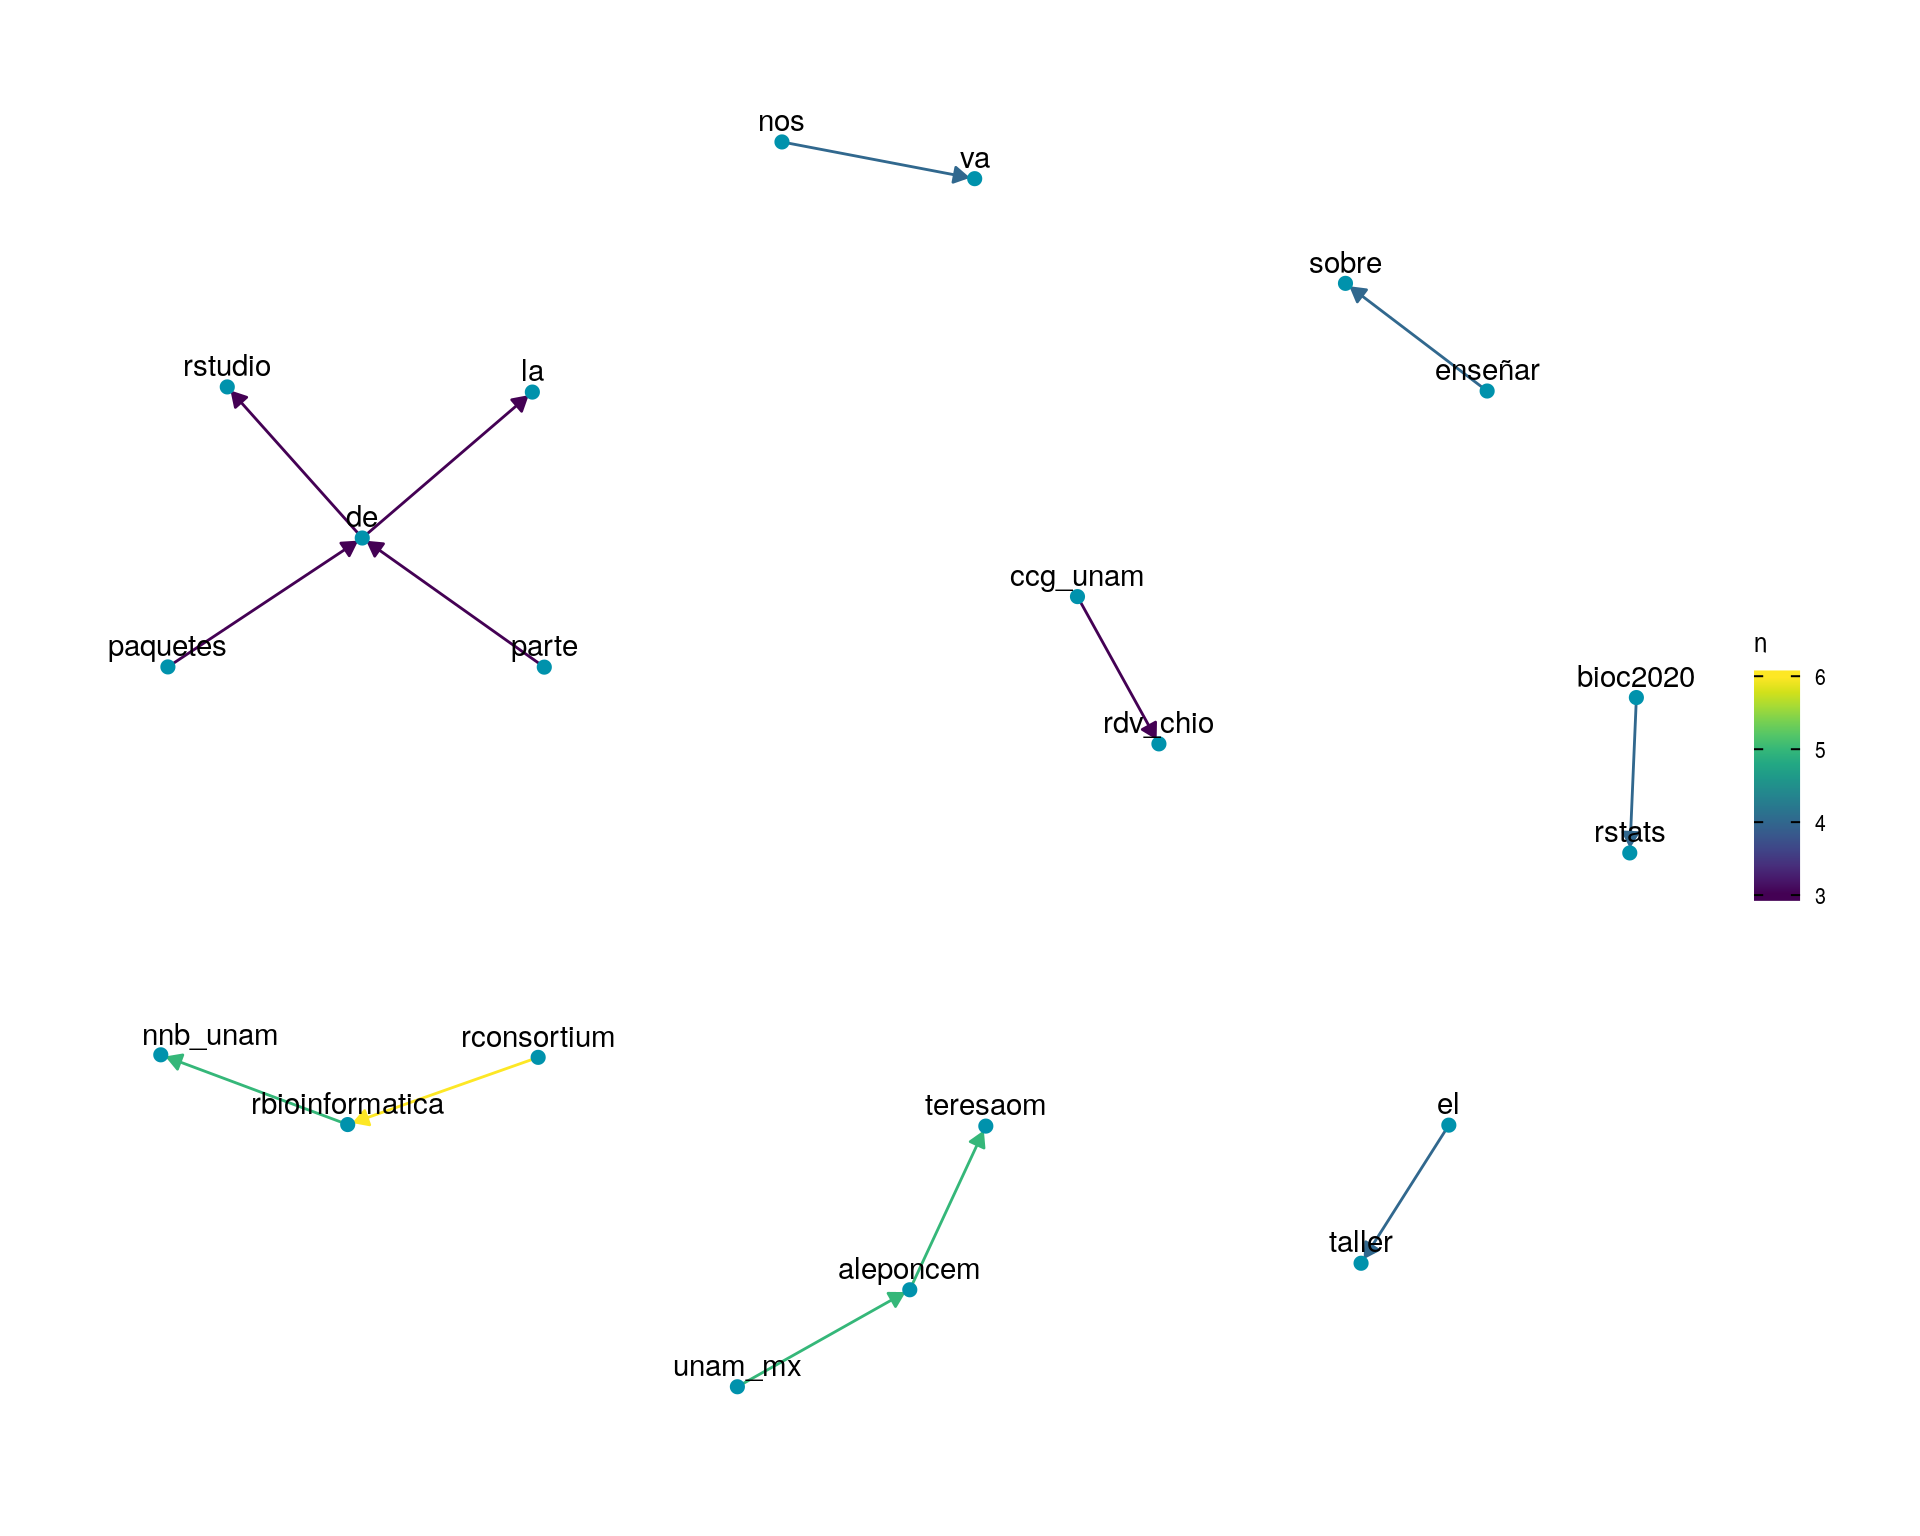 nos
va
sobre
enseñar
rstudio
la
de
paquetes
parte
ccg_unam
rdv_chio
bioc2020
rstats
n
6
5
4
3
nnb_unam
rconsortium
rbioinformatica
teresaom
aleponcem
unam_mx
el
taller